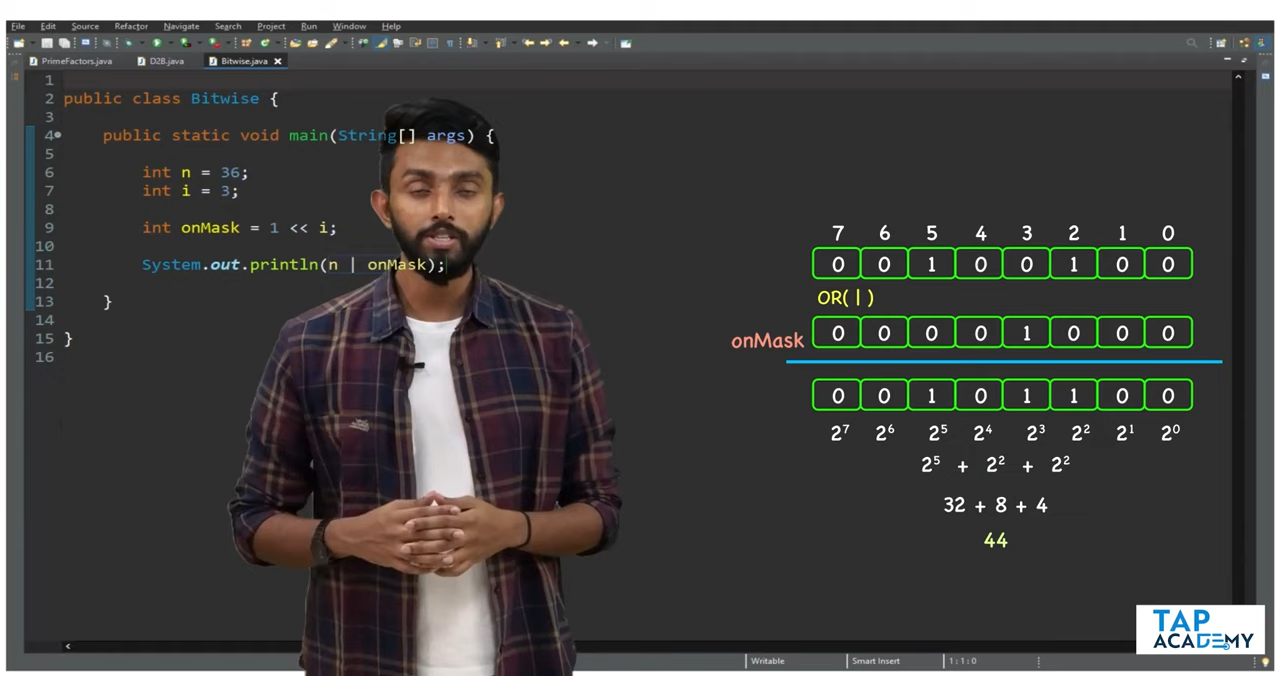 File Edit Source Refactor Navigate Search Project Run Window Help
PrimeFactors.java D2B.java Bitwise.java
1
2 public class Bitwise {
3
4 public static void main(String[] args) {
5
6 int n = 36;
7 int i = 3;
8
9 int onMask = 1 << i;
10
11 System.out.println(n | onMask);
12
13 }
14
15 }
16
7 6 5 4 3 2 1 0
0 0 1 0 0 1 0 0
OR( | )
onMask 0 0 0 0 1 0 0 0
0 0 1 0 1 1 0 0
2⁷ 2⁶ 2⁵ 2⁴ 2³ 2² 2¹ 2⁰
2⁵ + 2² + 2²
32 + 8 + 4
44
TAP
ACADEMY
Writable Smart Insert 1:1:0